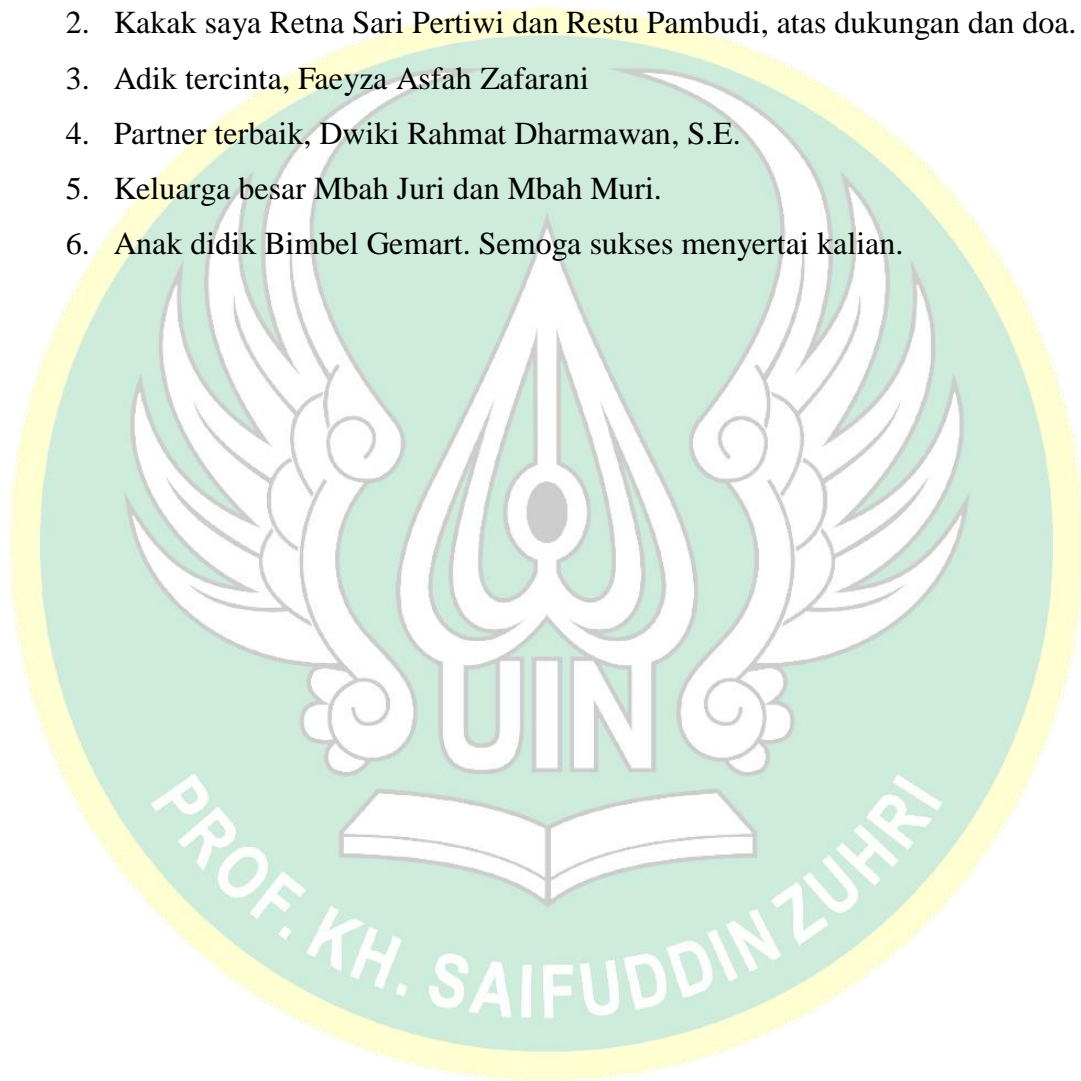 2. Kakak saya Retna Sari Pertiwi dan Restu Pambudi, atas dukungan dan doa.
3. Adik tercinta, Faeyza Asfah Zafarani
4. Partner terbaik, Dwiki Rahmat Dharmawan, S.E.
5. Keluarga besar Mbah Juri dan Mbah Muri.
6. Anak didik Bimbel Gemart. Semoga sukses menyertai kalian.
UIN
PROF. KH. SAIFUDDIN ZUHRI